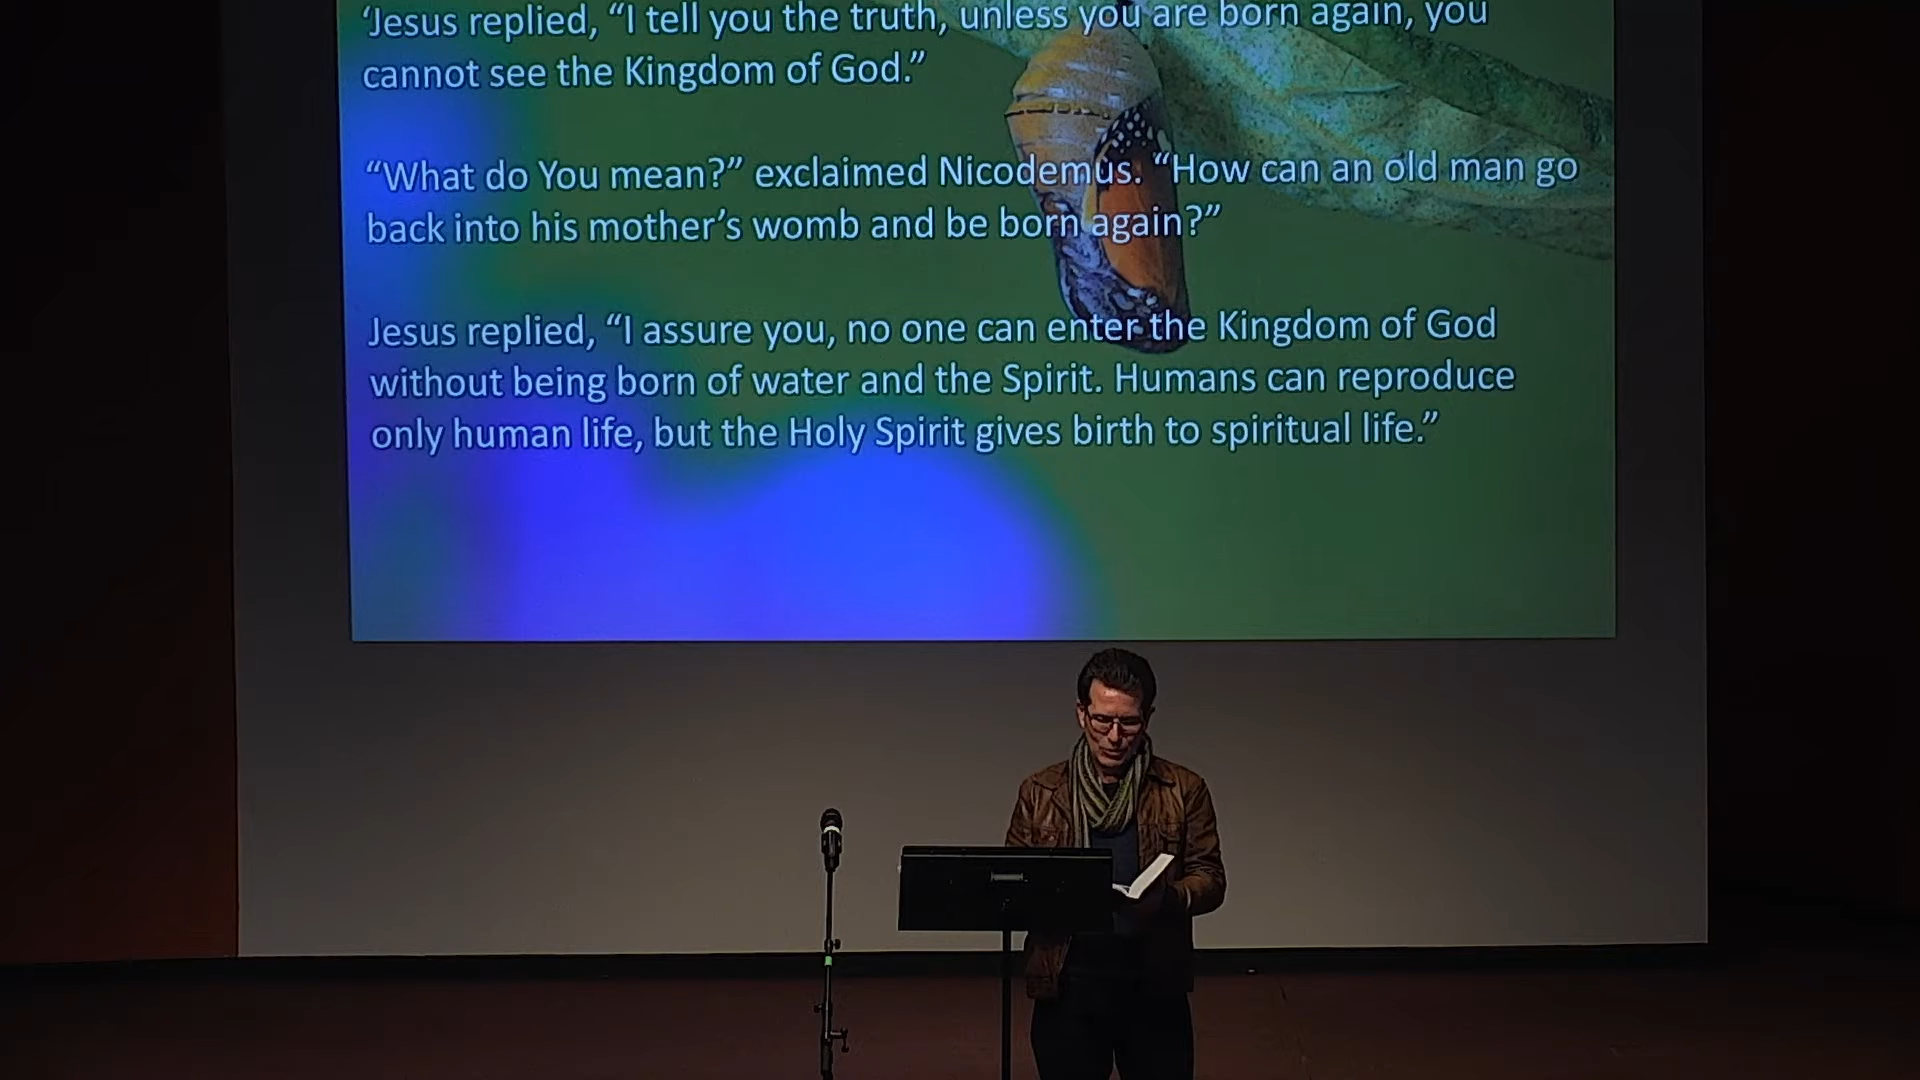 ‘Jesus replied, “I tell you the truth, unless you are born again, you
cannot see the Kingdom of God.”
“What do You mean?” exclaimed Nicodemus. “How can an old man go
back into his mother’s womb and be born again?”
Jesus replied, “I assure you, no one can enter the Kingdom of God
without being born of water and the Spirit. Humans can reproduce
only human life, but the Holy Spirit gives birth to spiritual life.”